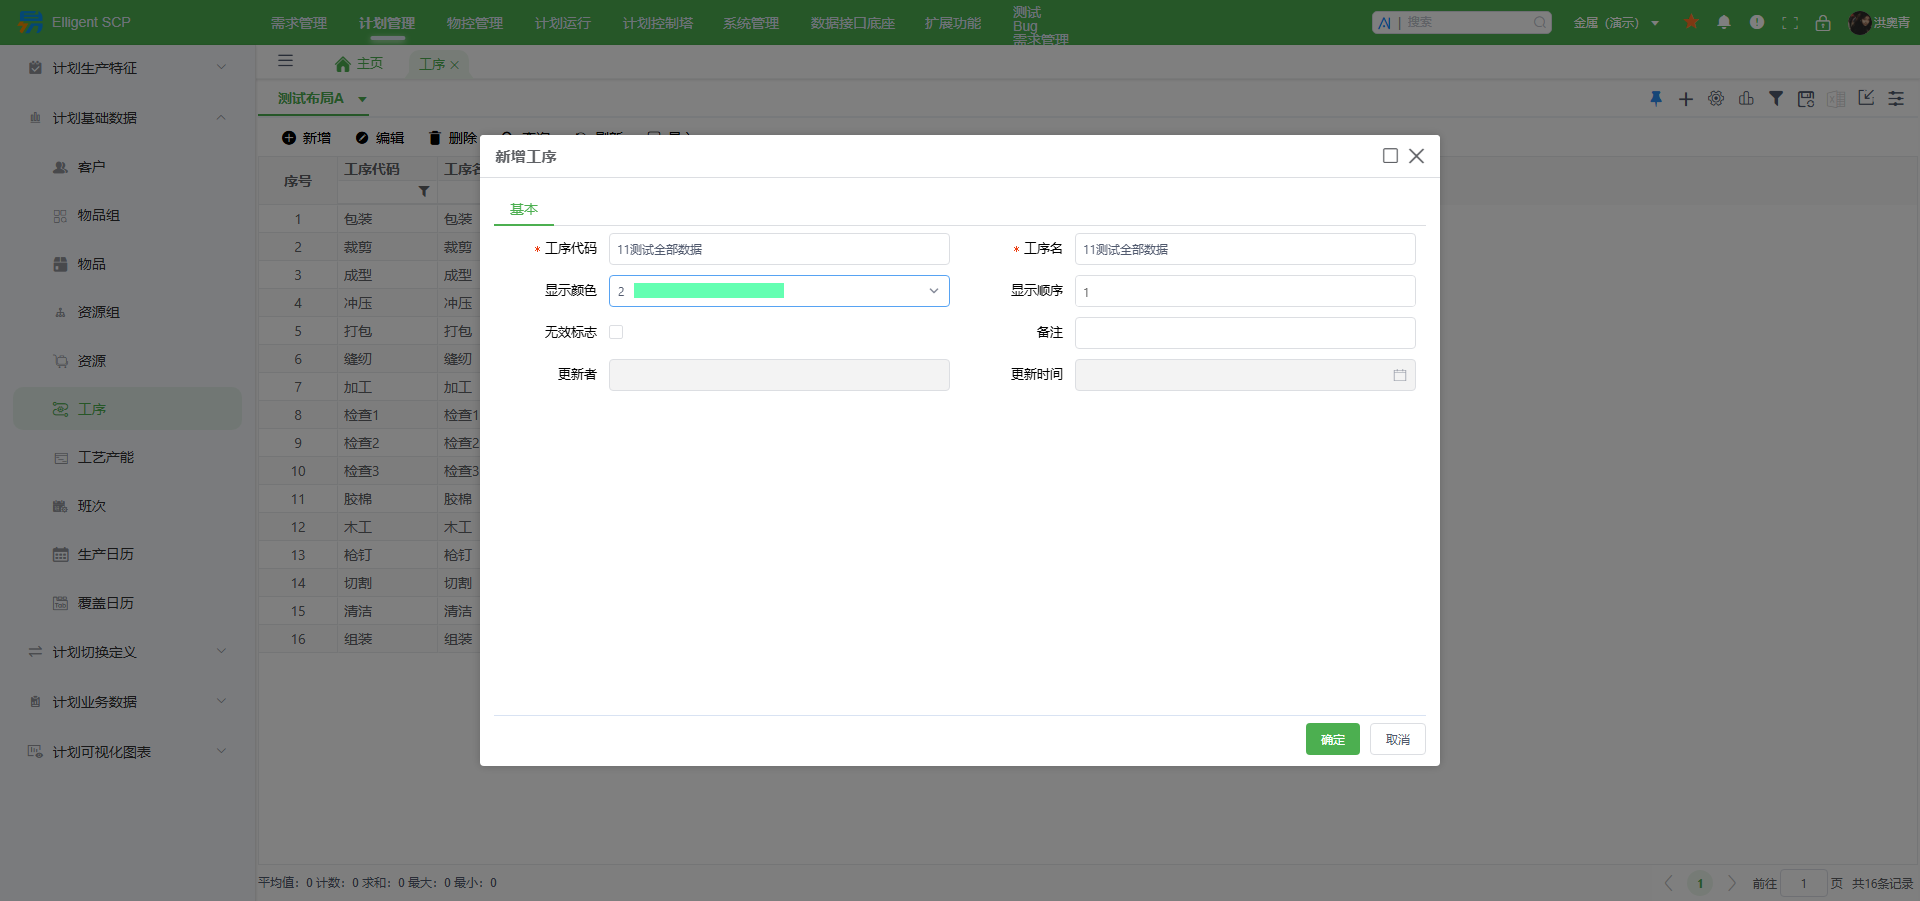 Elligent SCP
需求管理
计划管理
物控管理
计划运行
计划控制塔
系统管理
数据接口底座
扩展功能
测试
Bug
需求管理
AI | 搜索
金属（演示）
洪奥青
计划生产特征
计划基础数据
客户
物品组
物品
资源组
资源
工序
工艺产能
班次
生产日历
覆盖日历
计划切换定义
计划业务数据
计划可视化图表
主页
工序
测试布局A
新增
编辑
删除
序号 工序代码 工序名
1 包装 包装
2 裁剪 裁剪
3 成型 成型
4 冲压 冲压
5 打包 打包
6 缝纫 缝纫
7 加工 加工
8 检查1 检查1
9 检查2 检查2
10 检查3 检查3
11 胶棉 胶棉
12 木工 木工
13 枪钉 枪钉
14 切割 切割
15 清洁 清洁
16 组装 组装
新增工序
基本
* 工序代码 11测试全部数据
* 工序名 11测试全部数据
显示颜色 2
显示顺序 1
无效标志
备注
更新者
更新时间
确定
取消
平均值：0 计数：0 求和：0 最大：0 最小：0
1
前往 1 页 共16条记录